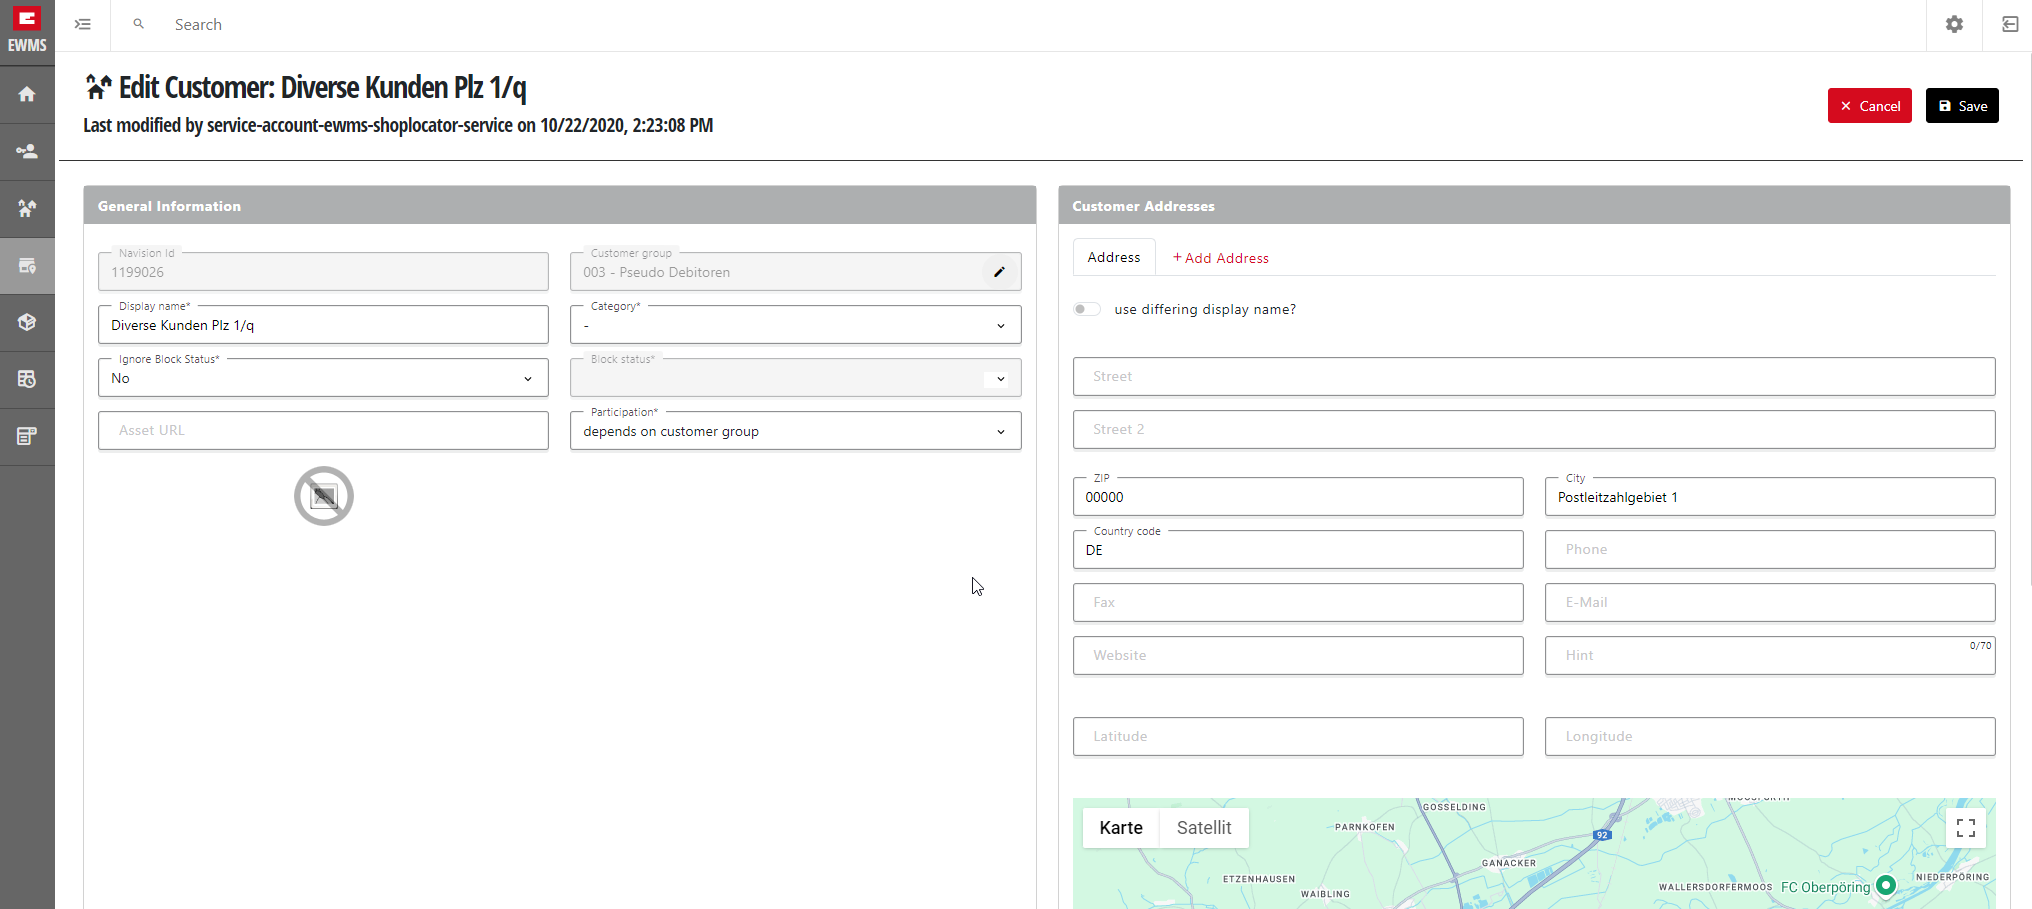 EWMS
Search
Edit Customer: Diverse Kunden Plz 1/q
Last modified by service-account-ewms-shoplocator-service on 10/22/2020, 2:23:08 PM
Cancel
Save
General Information
Navision Id
1199026
Customer group
003 - Pseudo Debitoren
Display name*
Diverse Kunden Plz 1/q
Category*
-
Ignore Block Status*
No
Block status*
Asset URL
Participation*
depends on customer group
Customer Addresses
Address
+ Add Address
use differing display name?
Street
Street 2
ZIP
00000
City
Postleitzahlgebiet 1
Country code
DE
Phone
Fax
E-Mail
Website
Hint
0/70
Latitude
Longitude
Karte
Satellit
GOSSELDING
PARNKOFEN
92
GANACKER
ETZENHAUSEN
WAIBLING
WALLERSDORFERMOOS
FC Oberpöring
NIEDERPÖRING